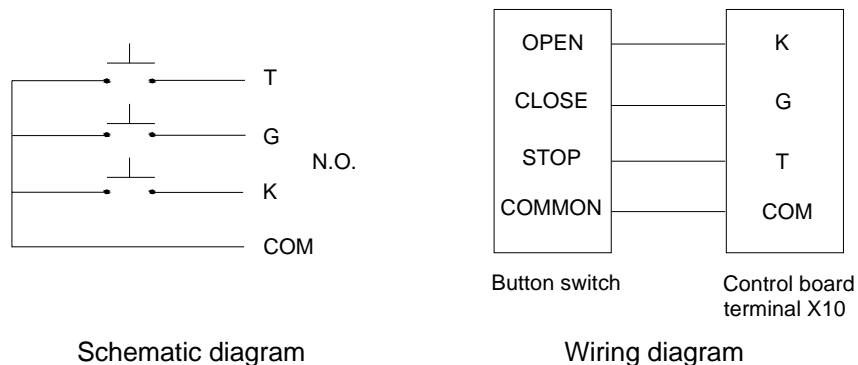 T
G
N.O.
K
COM
Schematic diagram
OPEN K
CLOSE G
STOP T
COMMON COM
Button switch
Control board
terminal X10
Wiring diagram